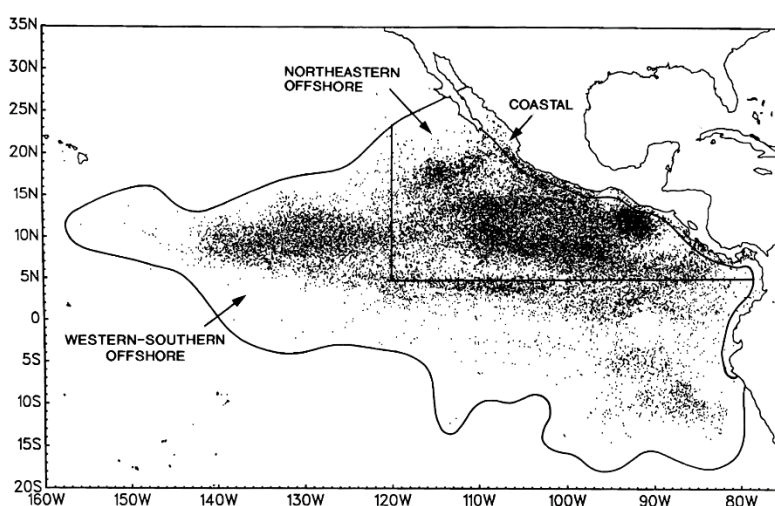 35N
30N
25N
20N
15N
10N
5N
0
5S
10S
15S
20S
NORTHEASTERN
OFFSHORE
COASTAL
WESTERN-SOUTHERN
OFFSHORE
160W 150W 140W 130W 120W 110W 100W 90W 80W